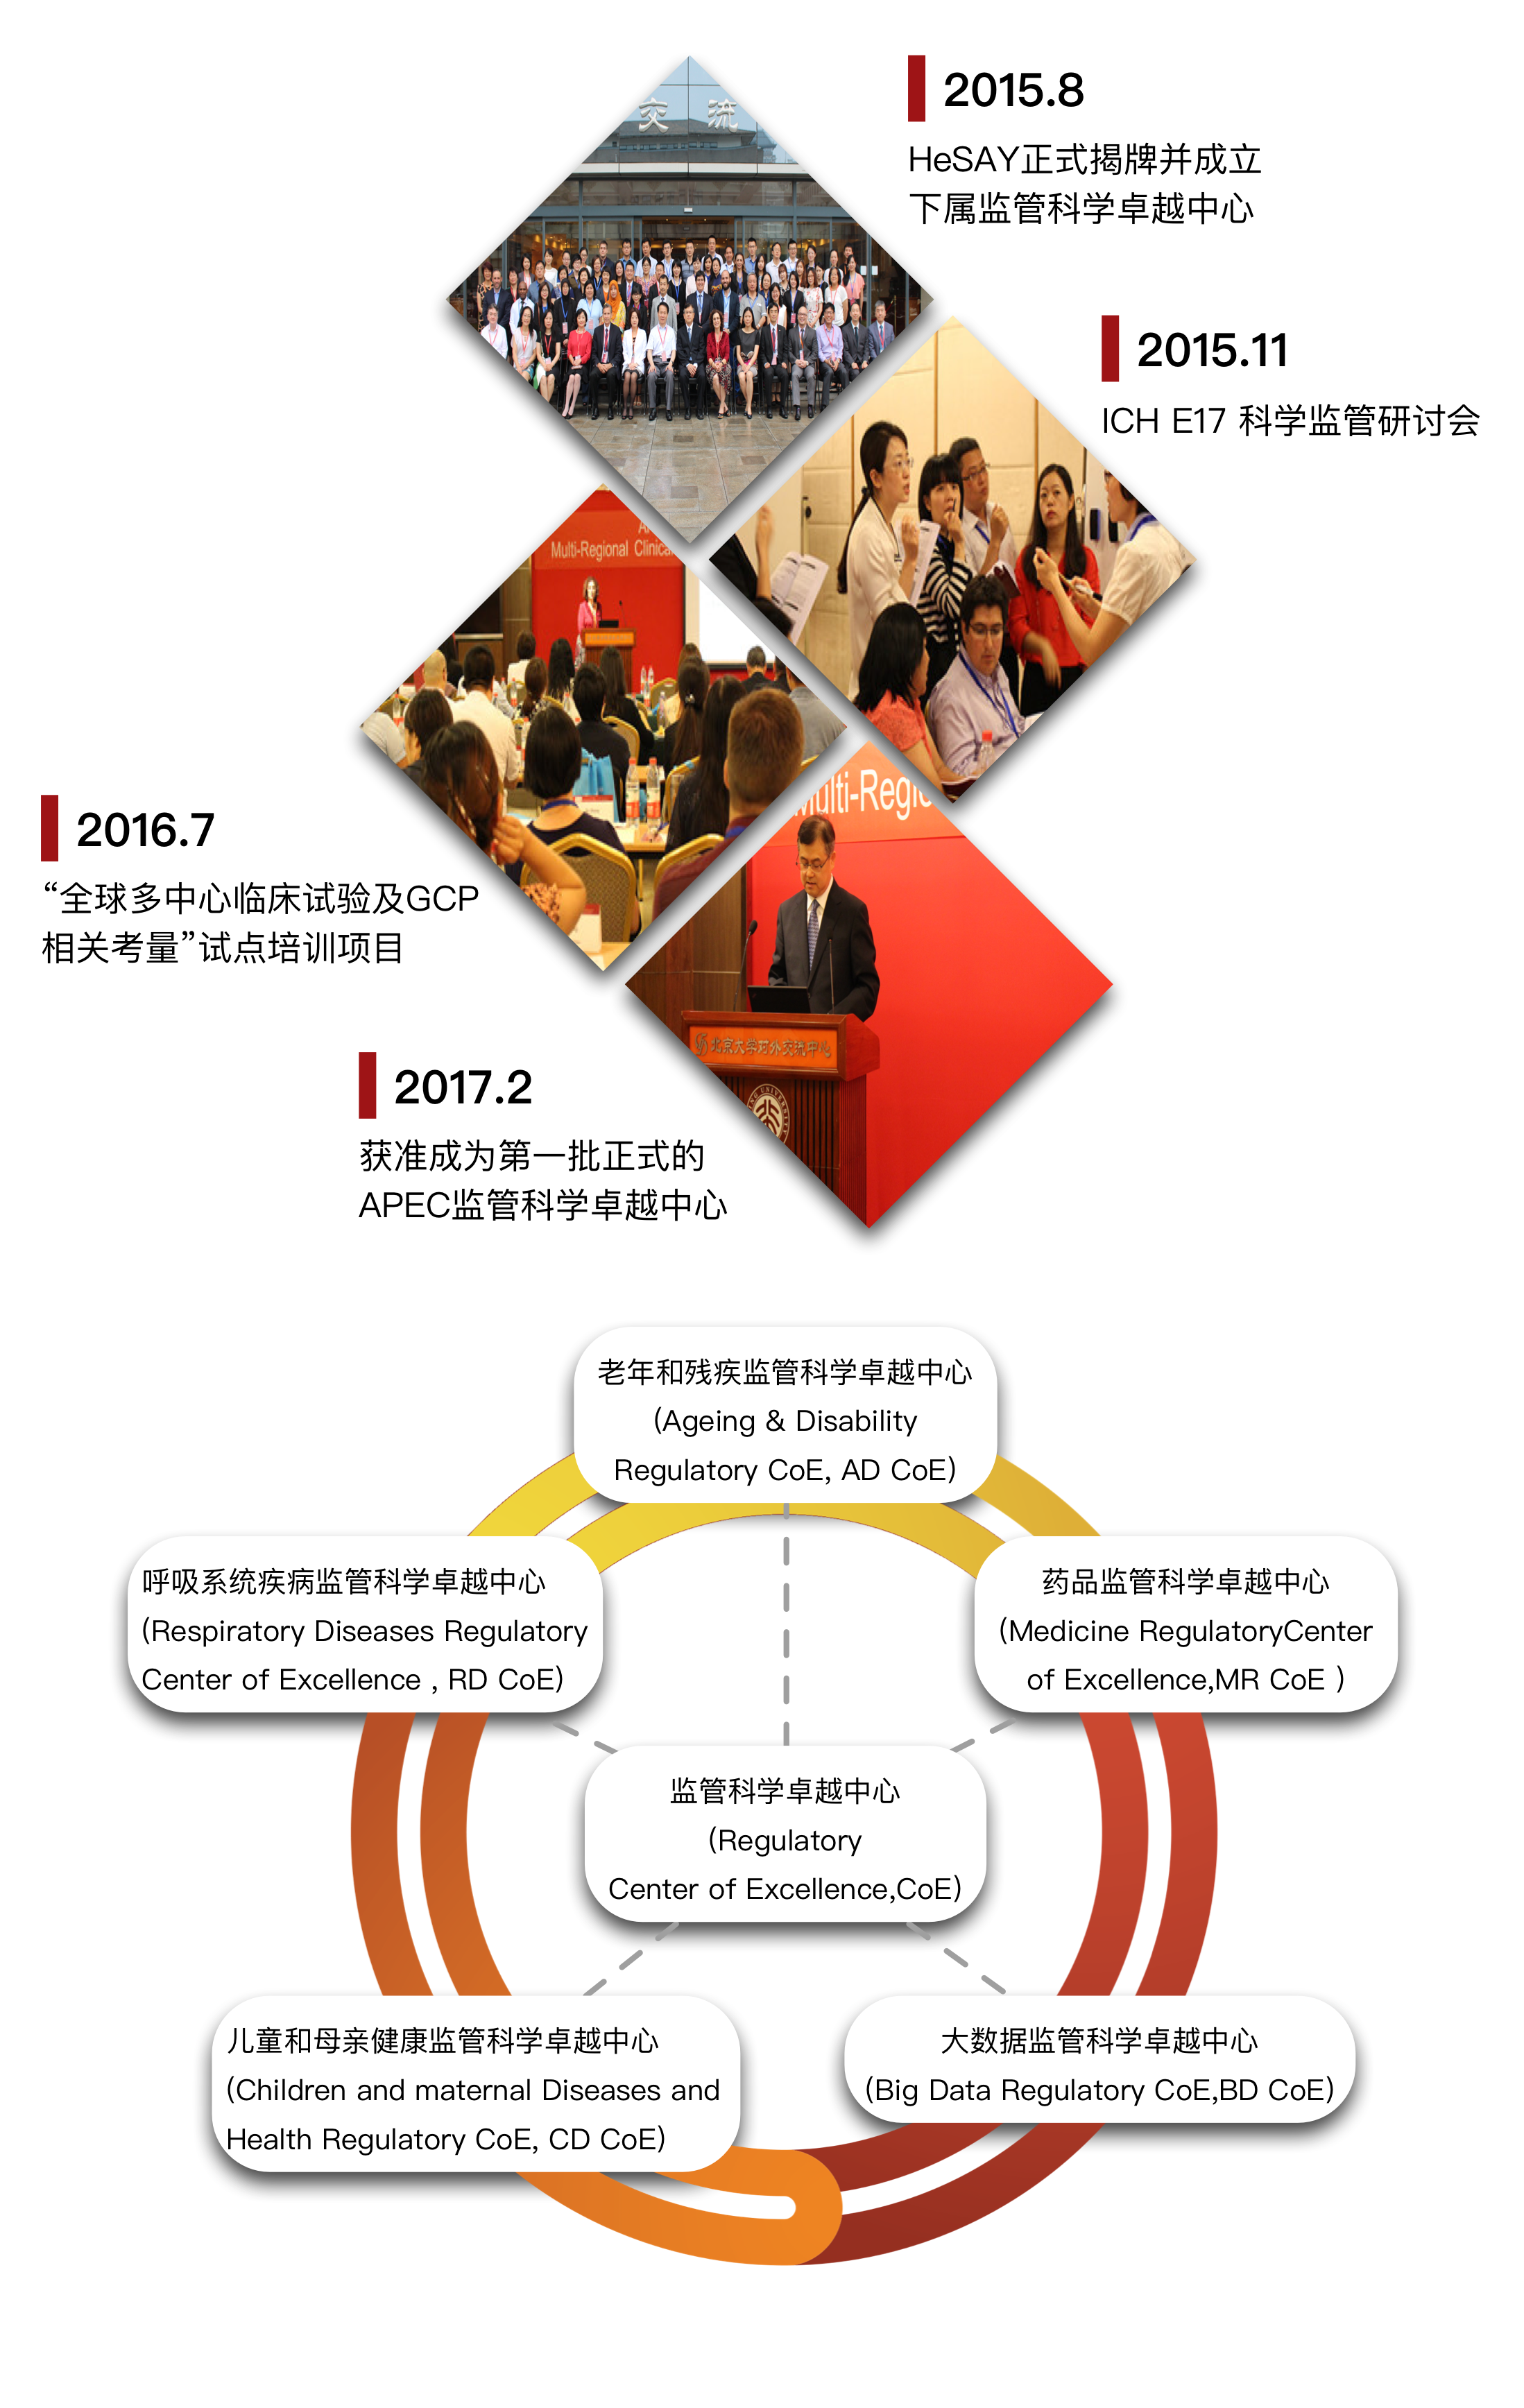 交 流
2015.8
HeSAY正式揭牌并成立
下属监管科学卓越中心
2015.11
ICH E17 科学监管研讨会
Multi-Regional Clinica
2016.7
“全球多中心临床试验及GCP
相关考量”试点培训项目
Multi-Regio
北京大学对外交流中心
2017.2
获准成为第一批正式的
APEC监管科学卓越中心
老年和残疾监管科学卓越中心
(Ageing & Disability
Regulatory CoE, AD CoE)
呼吸系统疾病监管科学卓越中心
(Respiratory Diseases Regulatory
Center of Excellence , RD CoE)
药品监管科学卓越中心
(Medicine RegulatoryCenter
of Excellence,MR CoE )
监管科学卓越中心
(Regulatory
Center of Excellence,CoE)
儿童和母亲健康监管科学卓越中心
(Children and maternal Diseases and
Health Regulatory CoE, CD CoE)
大数据监管科学卓越中心
(Big Data Regulatory CoE,BD CoE)